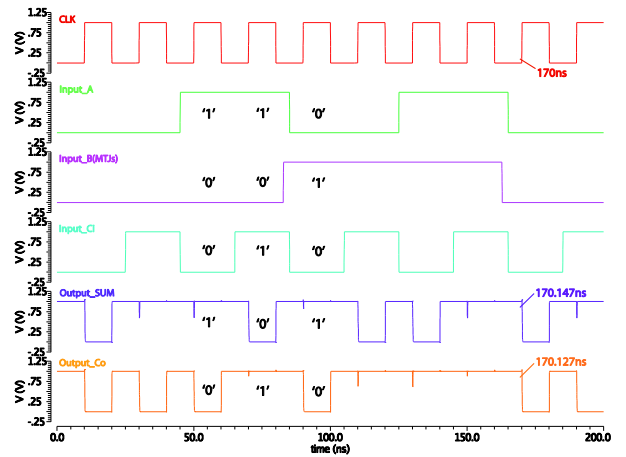 1.25
CLK
.75
V (V)
.25
-.25
170ns
1.25
Input_A
.75
V (V)
.25
-.25
‘1’ ‘1’ ‘0’
1.25
Input_B(MTJs)
.75
V (V)
.25
-.25
‘0’ ‘0’ ‘1’
1.25
Input_CI
.75
V (V)
.25
-.25
‘0’ ‘1’ ‘0’
1.25
Output_SUM
170.147ns
.75
V (V)
.25
-.25
‘1’ ‘0’ ‘1’
1.25
Output_Co
170.127ns
.75
V (V)
.25
-.25
‘0’ ‘1’ ‘0’
0.0 50.0 100.0 150.0 200.0
time (ns)